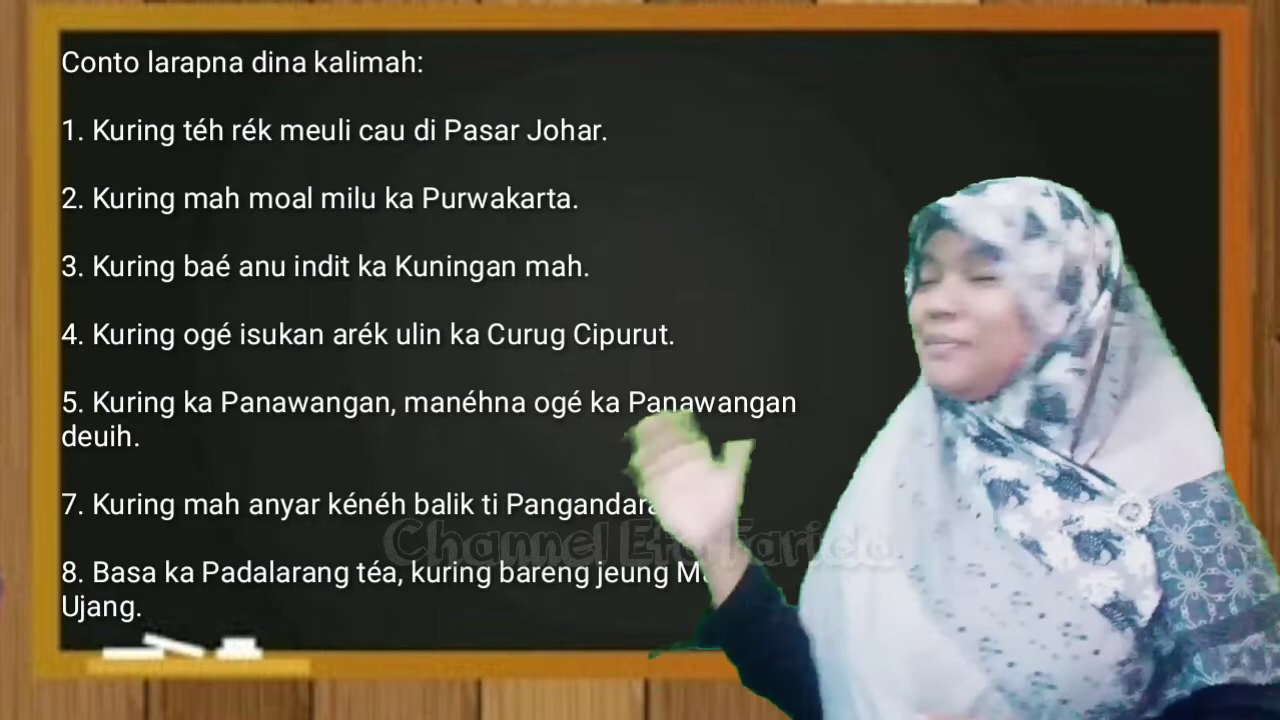 Conto larapna dina kalimah:
1. Kuring téh rék meuli cau di Pasar Johar.
2. Kuring mah moal milu ka Purwakarta.
3. Kuring baé anu indit ka Kuningan mah.
4. Kuring ogé isukan arék ulin ka Curug Cipurut.
5. Kuring ka Panawangan, manéhna ogé ka Panawangan
deuih.
7. Kuring mah anyar kénéh balik ti
8. Basa ka Padalarang téa, kuring bareng jeung
Ujang.
Channel